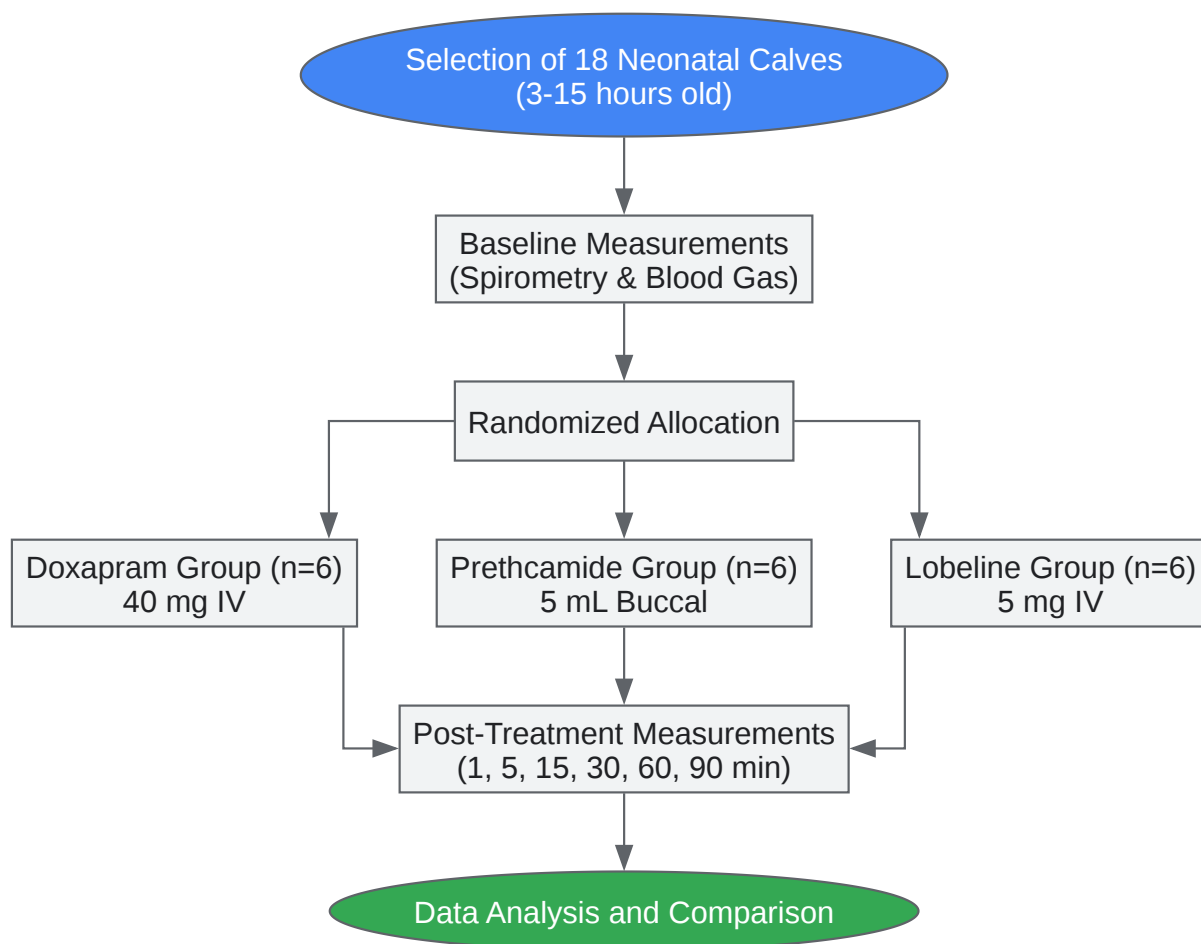 Selection of 18 Neonatal Calves
(3-15 hours old)
Baseline Measurements
(Spirometry & Blood Gas)
Randomized Allocation
Doxapram Group (n=6)
40 mg IV
Prethcamide Group (n=6)
5 mL Buccal
Lobeline Group (n=6)
5 mg IV
Post-Treatment Measurements
(1, 5, 15, 30, 60, 90 min)
Data Analysis and Comparison